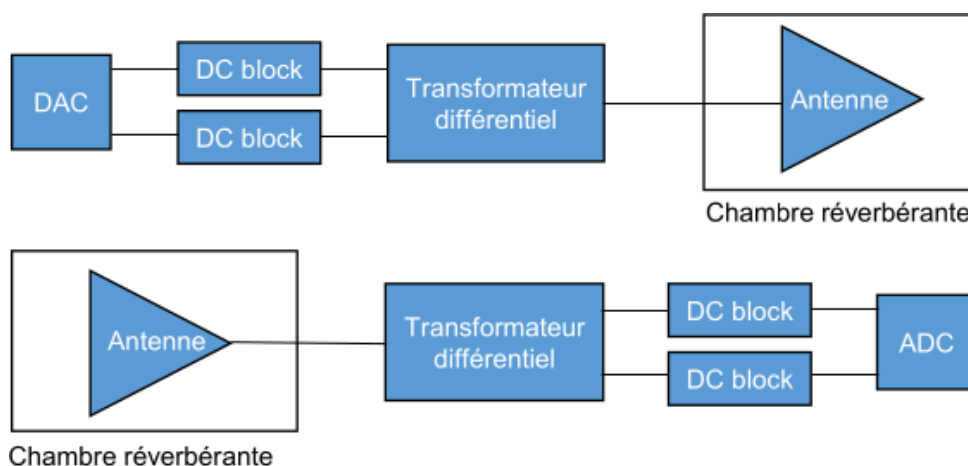 DAC
DC block
DC block
Transformateur
différentiel
Antenne
Chambre réverbérante
Antenne
Transformateur
différentiel
DC block
DC block
ADC
Chambre réverbérante